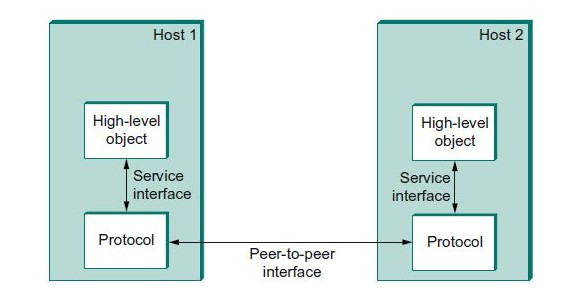 Host 1
High-level
object
Service
interface
Protocol
Peer-to-peer
interface
Host 2
High-level
object
Service
interface
Protocol